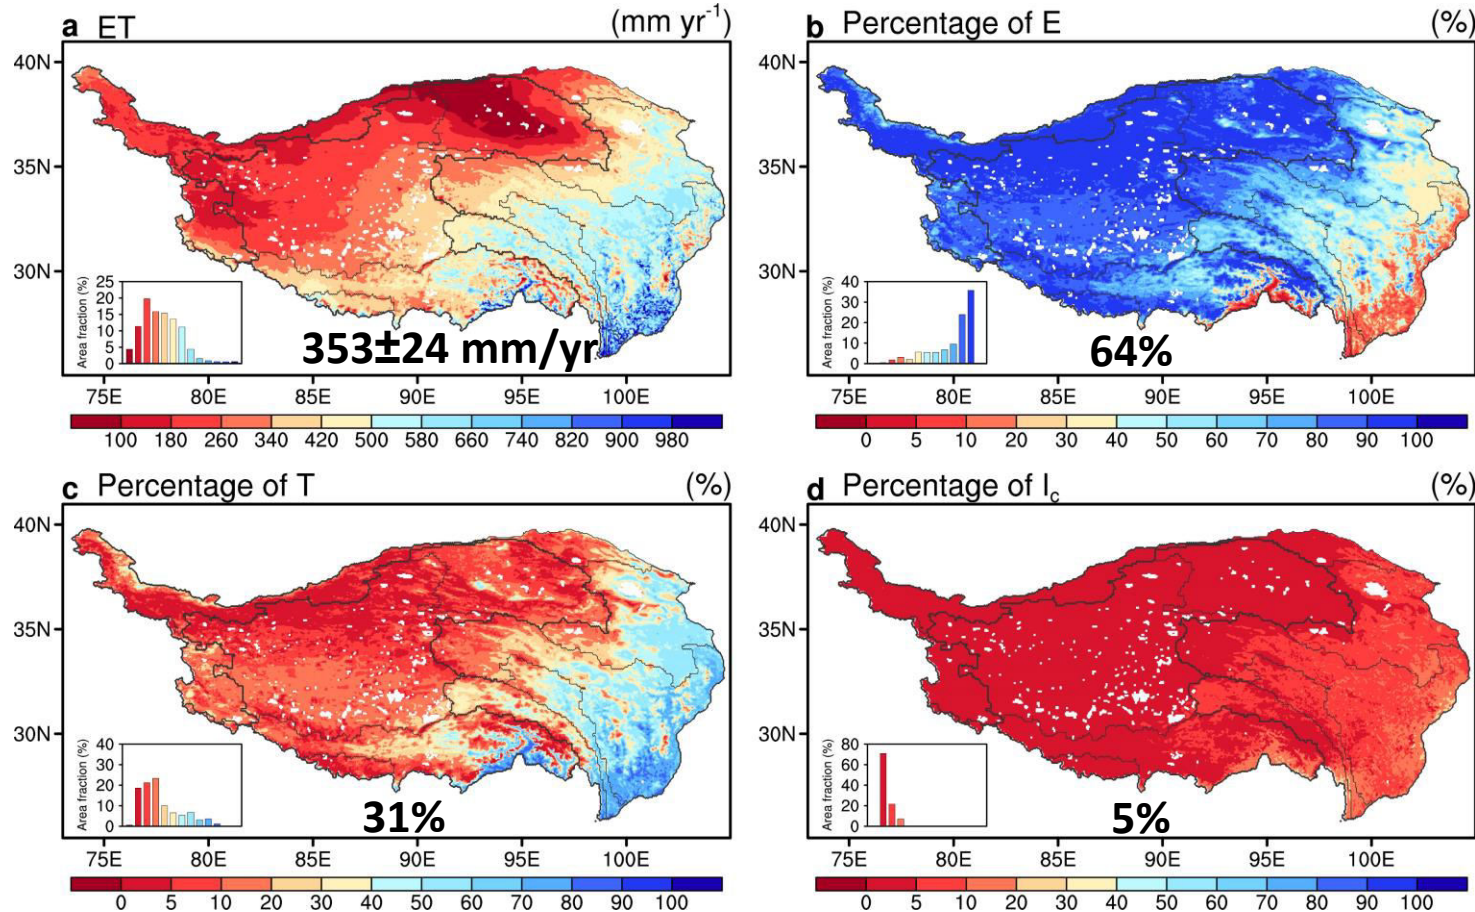 a ET (mm yr⁻¹)
40N
35N
30N
Area fraction (%)
25
20
15
10
5
0
353±24 mm/yr
75E 80E 85E 90E 95E 100E
100 180 260 340 420 500 580 660 740 820 900 980
b Percentage of E (%)
40N
35N
30N
Area fraction (%)
40
30
20
10
0
64%
75E 80E 85E 90E 95E 100E
0 5 10 20 30 40 50 60 70 80 90 100
c Percentage of T (%)
40N
35N
30N
Area fraction (%)
40
30
20
10
0
31%
75E 80E 85E 90E 95E 100E
0 5 10 20 30 40 50 60 70 80 90 100
d Percentage of Ic (%)
40N
35N
30N
Area fraction (%)
80
60
40
20
0
5%
75E 80E 85E 90E 95E 100E
0 5 10 20 30 40 50 60 70 80 90 100